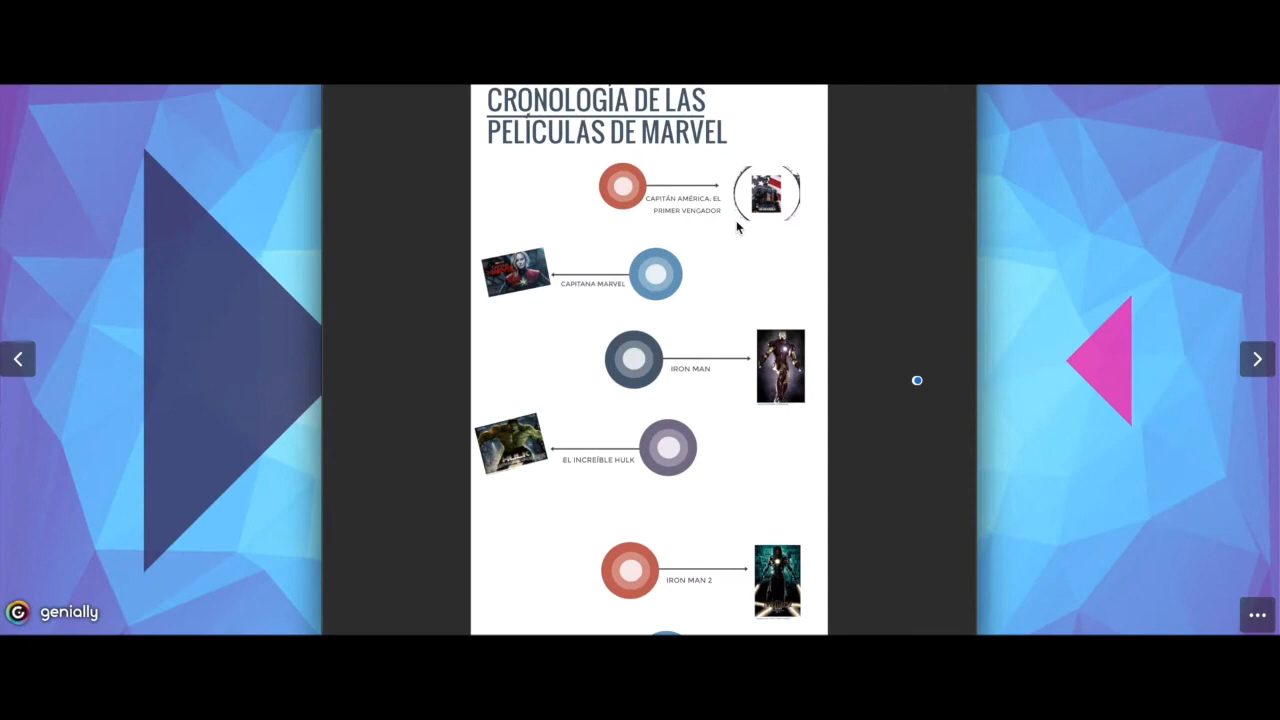 CRONOLOGÍA DE LAS
PELÍCULAS DE MARVEL
CAPITÁN AMÉRICA: EL
PRIMER VENGADOR
CAPITANA MARVEL
IRON MAN
EL INCREÍBLE HULK
IRON MAN 2
genially